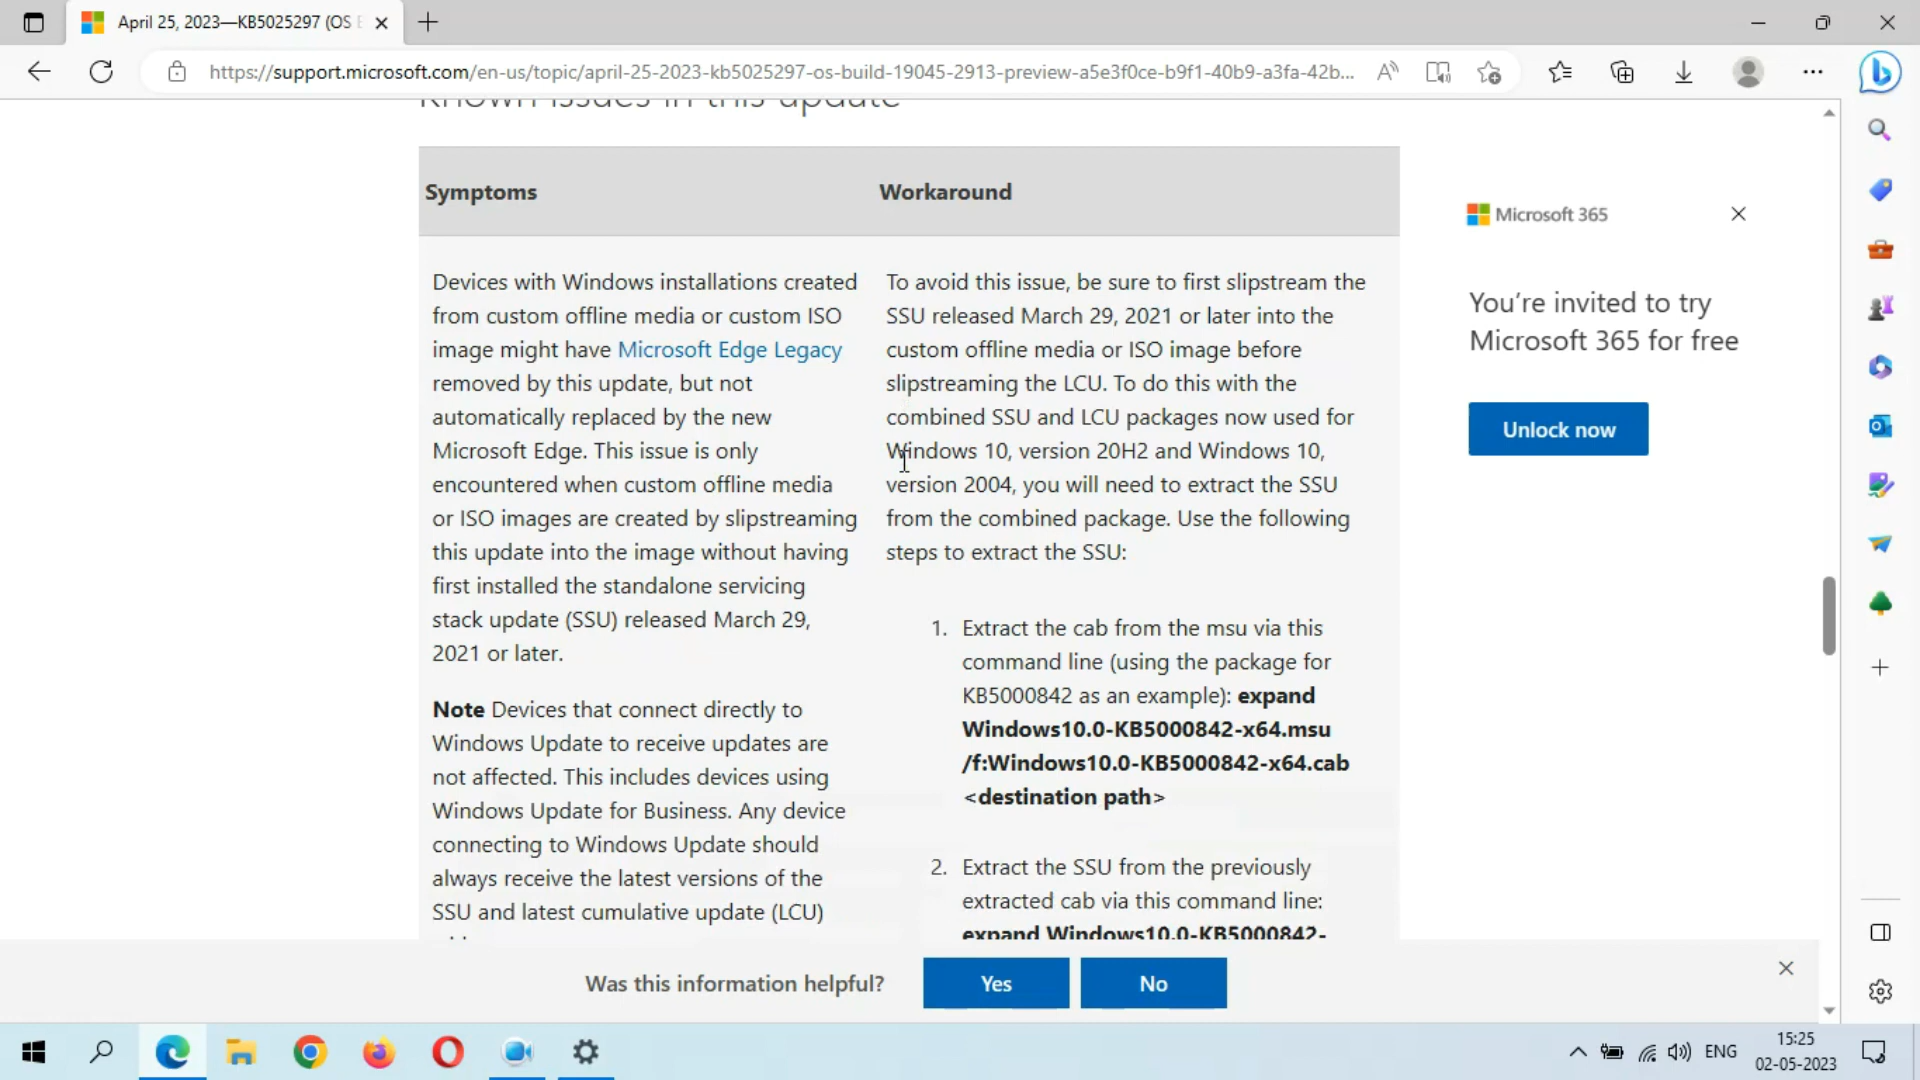 April 25, 2023—KB5025297 (OS
https://support.microsoft.com/en-us/topic/april-25-2023-kb5025297-os-build-19045-2913-preview-a5e3f0ce-b9f1-40b9-a3fa-42b...
Known issues in this update
Symptoms
Workaround
Devices with Windows installations created
from custom offline media or custom ISO
image might have Microsoft Edge Legacy
removed by this update, but not
automatically replaced by the new
Microsoft Edge. This issue is only
encountered when custom offline media
or ISO images are created by slipstreaming
this update into the image without having
first installed the standalone servicing
stack update (SSU) released March 29,
2021 or later.
Note Devices that connect directly to
Windows Update to receive updates are
not affected. This includes devices using
Windows Update for Business. Any device
connecting to Windows Update should
always receive the latest versions of the
SSU and latest cumulative update (LCU)
To avoid this issue, be sure to first slipstream the
SSU released March 29, 2021 or later into the
custom offline media or ISO image before
slipstreaming the LCU. To do this with the
combined SSU and LCU packages now used for
Windows 10, version 20H2 and Windows 10,
version 2004, you will need to extract the SSU
from the combined package. Use the following
steps to extract the SSU:
1. Extract the cab from the msu via this
command line (using the package for
KB5000842 as an example): expand
Windows10.0-KB5000842-x64.msu
/f:Windows10.0-KB5000842-x64.cab
<destination path>
2. Extract the SSU from the previously
extracted cab via this command line:
expand Windows10.0-KB5000842-
Microsoft 365
You're invited to try
Microsoft 365 for free
Unlock now
Was this information helpful?
Yes
No
ENG
15:25
02-05-2023